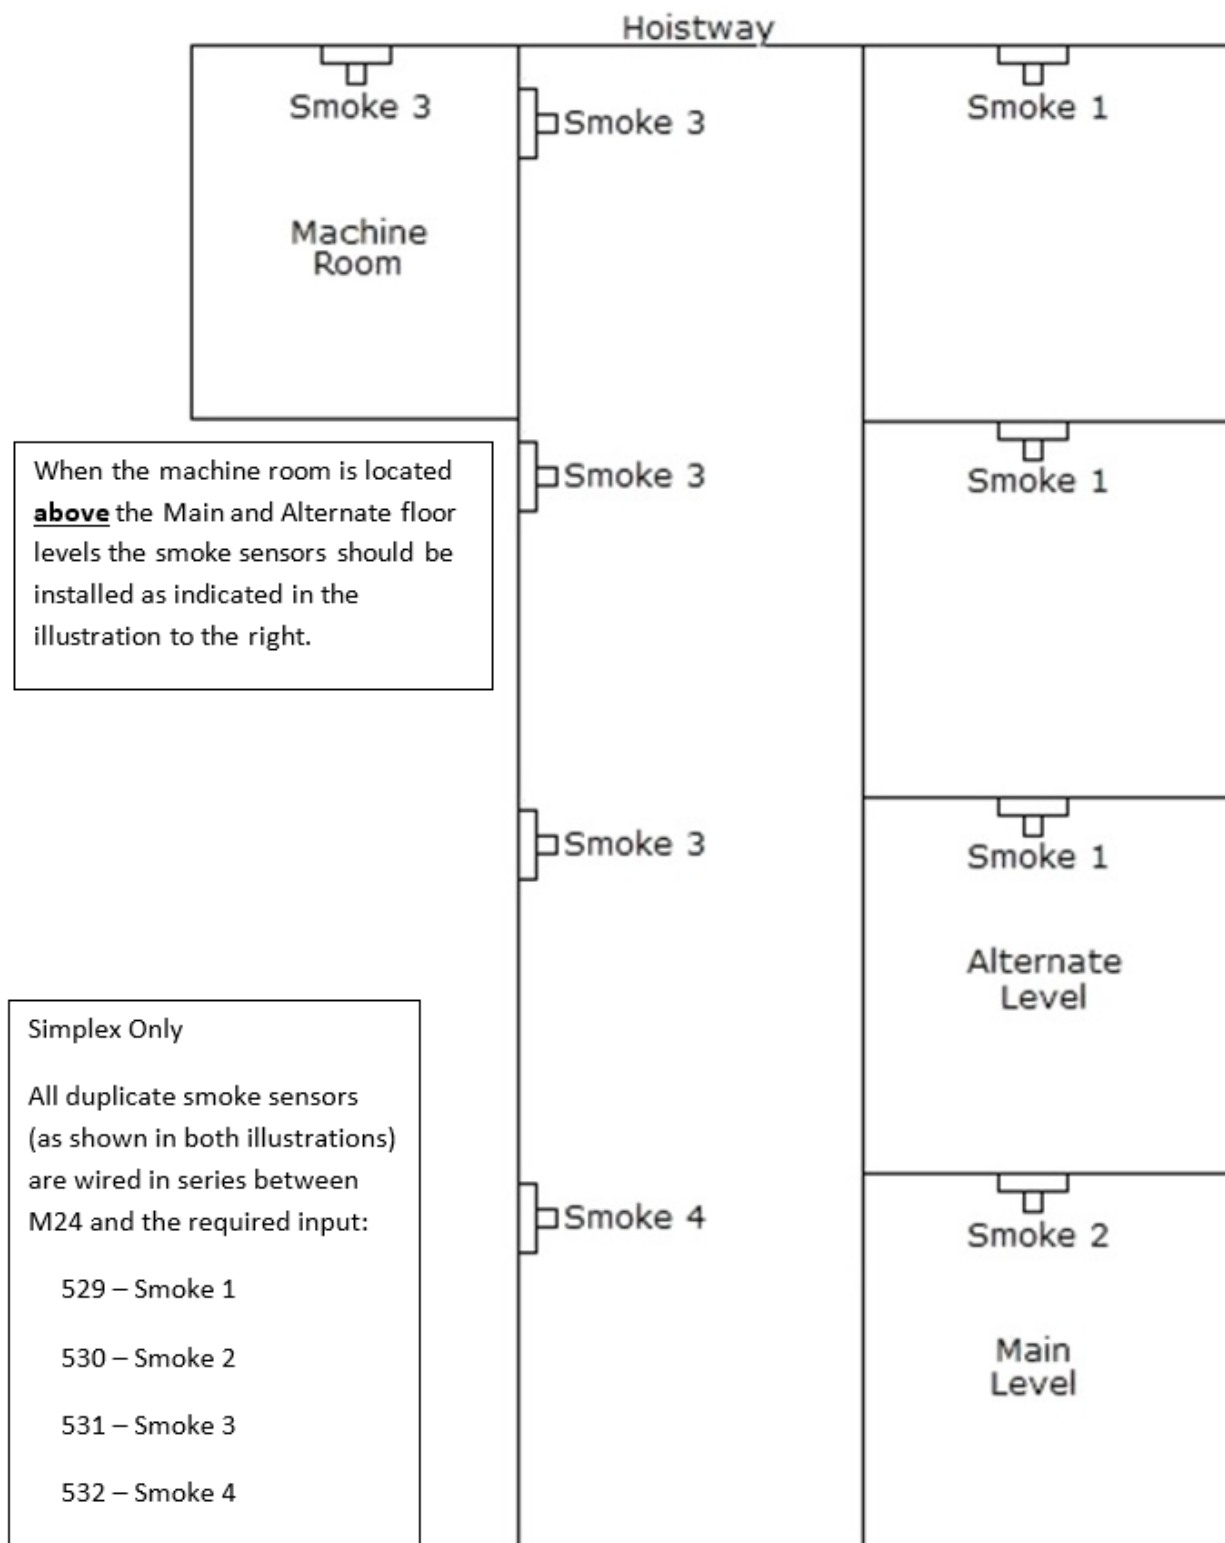 Hoistway
Smoke 3
Smoke 3
Smoke 1
Machine
Room
When the machine room is located
above the Main and Alternate floor
levels the smoke sensors should be
installed as indicated in the
illustration to the right.
Smoke 3
Smoke 1
Smoke 3
Smoke 1
Alternate
Level
Simplex Only
All duplicate smoke sensors
(as shown in both illustrations)
are wired in series between
M24 and the required input:
529 – Smoke 1
530 – Smoke 2
531 – Smoke 3
532 – Smoke 4
Smoke 4
Smoke 2
Main
Level